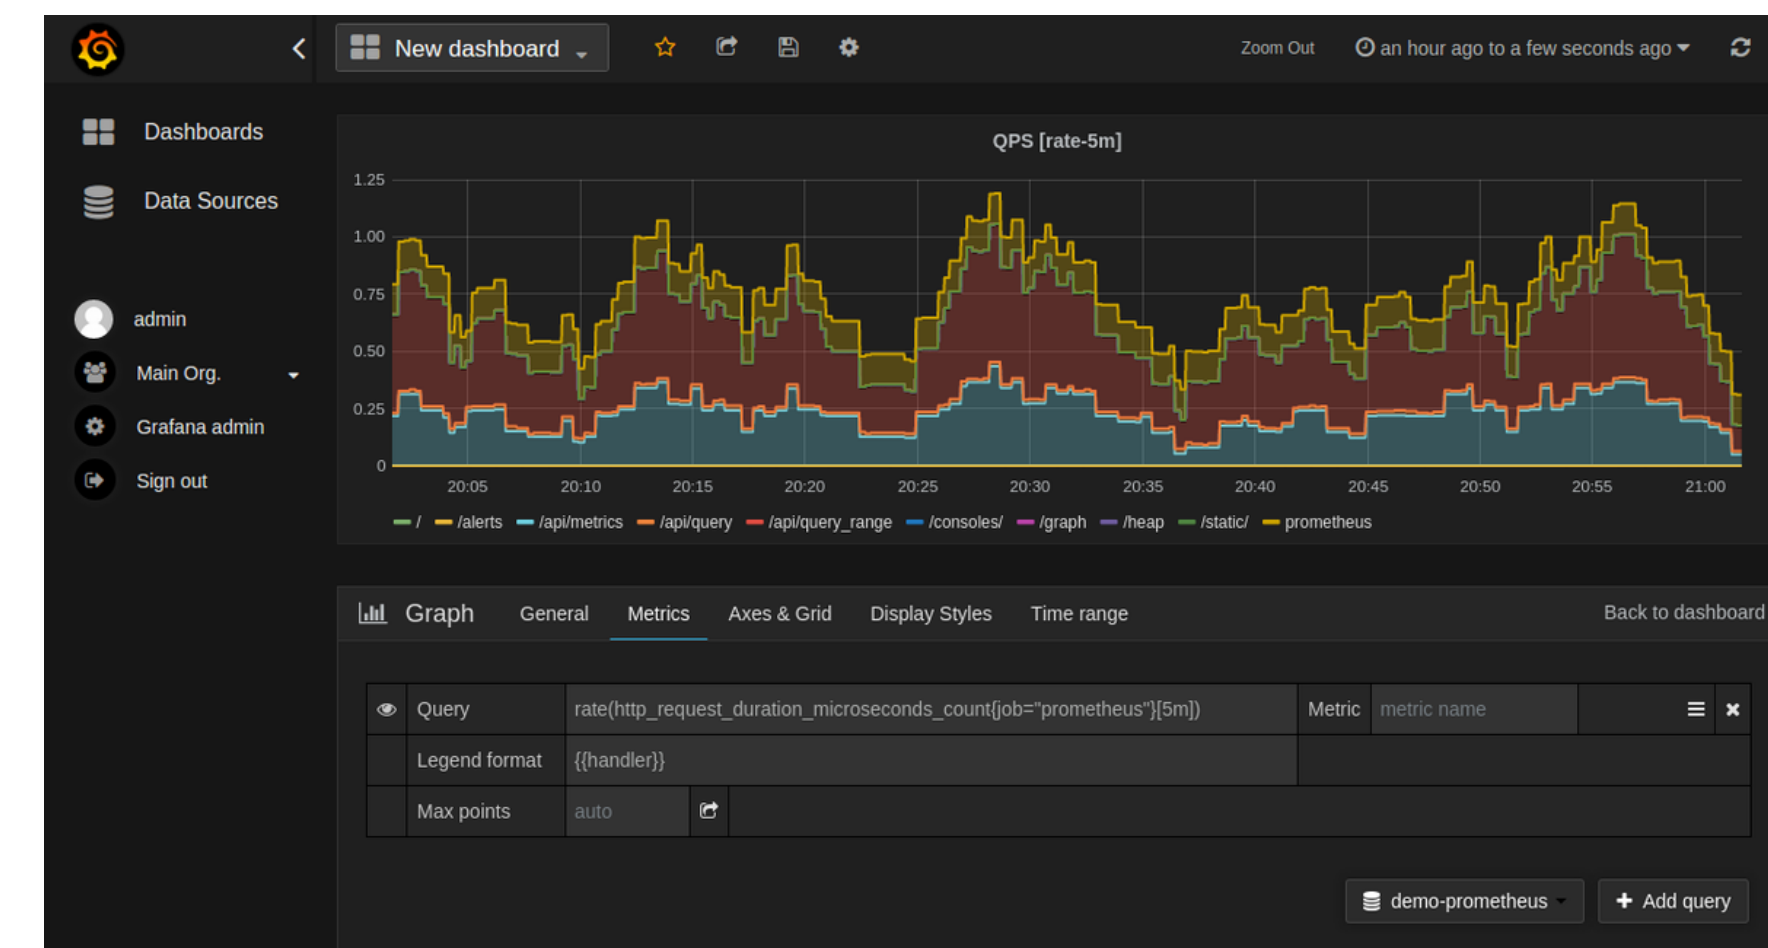 New dashboard
Zoom Out
an hour ago to a few seconds ago
Dashboards
Data Sources
admin
Main Org.
Grafana admin
Sign out
QPS [rate-5m]
1.25
1.00
0.75
0.50
0.25
0
20:05 20:10 20:15 20:20 20:25 20:30 20:35 20:40 20:45 20:50 20:55 21:00
/ /alerts /api/metrics /api/query /api/query_range /consoles/ /graph /heap /static/ prometheus
Graph General Metrics Axes & Grid Display Styles Time range Back to dashboard
Query rate(http_request_duration_microseconds_count{job="prometheus"}[5m]) Metric metric name
Legend format {{handler}}
Max points auto
demo-prometheus Add query